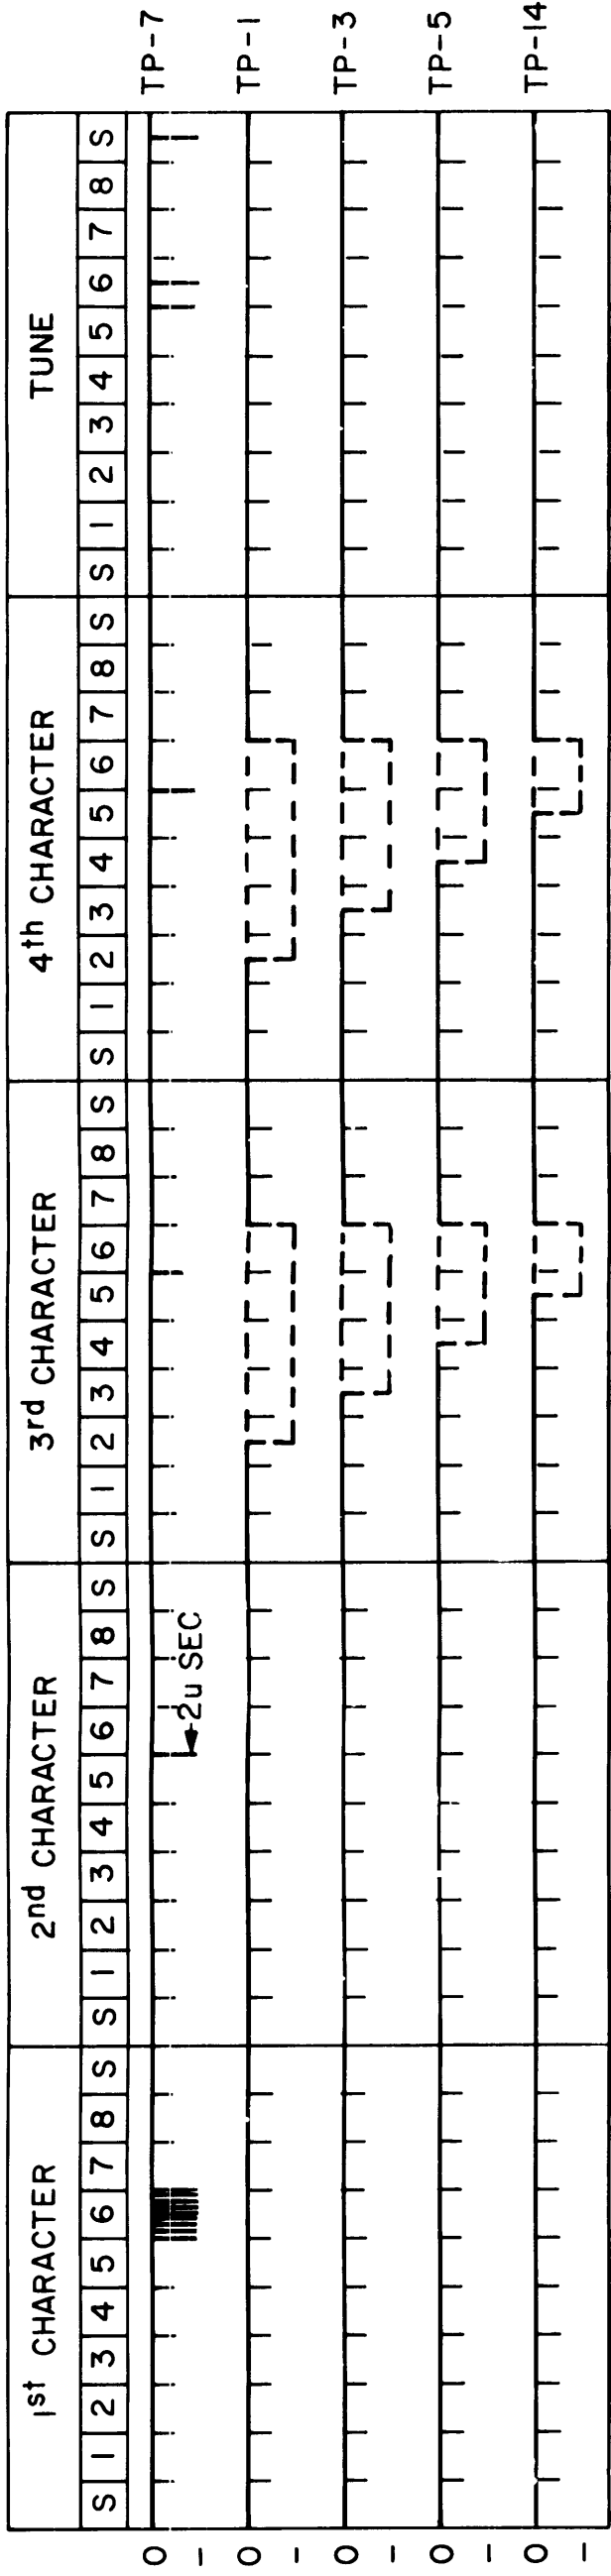 1st CHARACTER 2nd CHARACTER 3rd CHARACTER 4th CHARACTER TUNE
S 1 2 3 4 5 6 7 8 S S 1 2 3 4 5 6 7 8 S S 1 2 3 4 5 6 7 8 S S 1 2 3 4 5 6 7 8 S S 1 2 3 4 5 6 7 8 S
0 TP-7
1 2u SEC
0 TP-1
1
0 TP-3
1
0 TP-5
1
0 TP-14
1